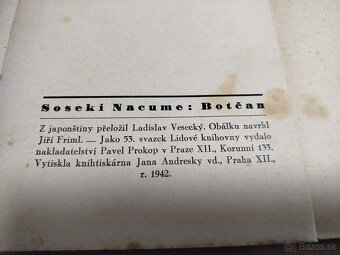 Soseki Nacume: Botčan
Z japonštiny přeložil Ladislav Vesecký. Obálku navrhl
Jiří Friml. — Jako 53. svazek Lidové knihovny vydalo
nakladatelství Pavel Prokop v Praze XII., Korunní 135.
Vytiskla knihtiskárna Jana Andresky vd., Praha XII.,
r. 1942.
Bazos.sk